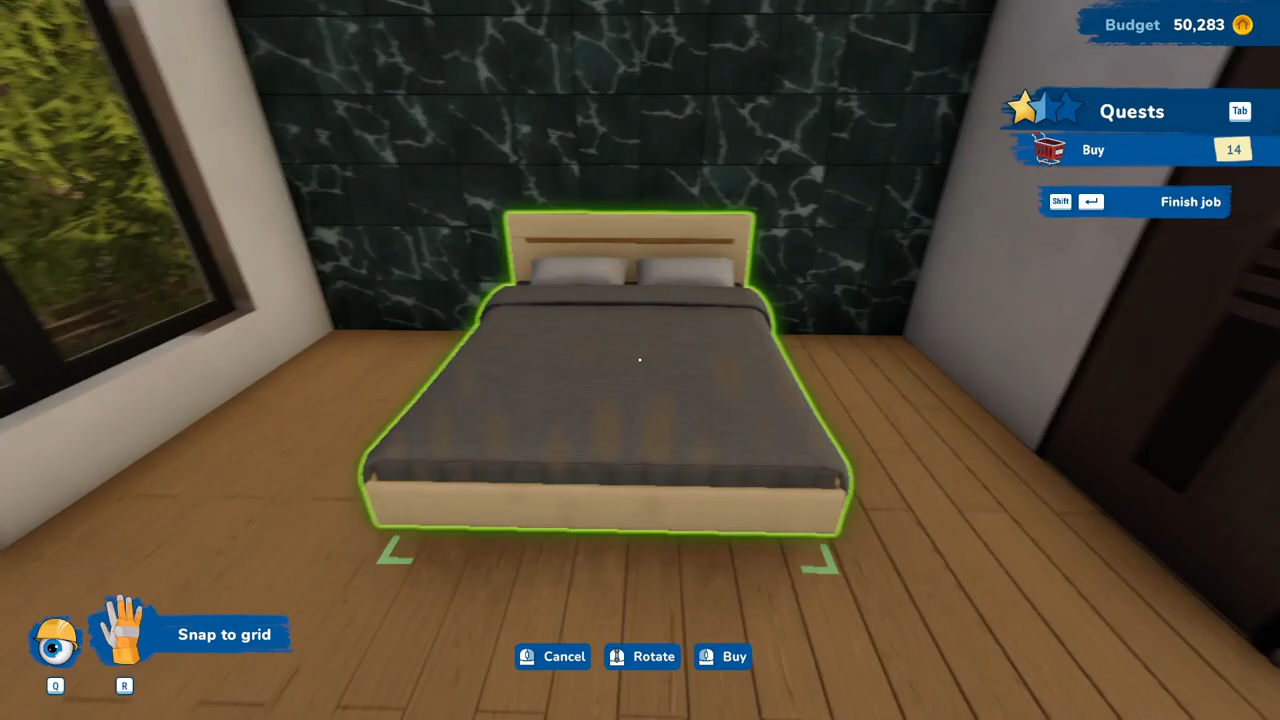 Budget 50,283
Quests Tab
Buy 14
Shift Finish job
Snap to grid
Cancel Rotate Buy
Q R